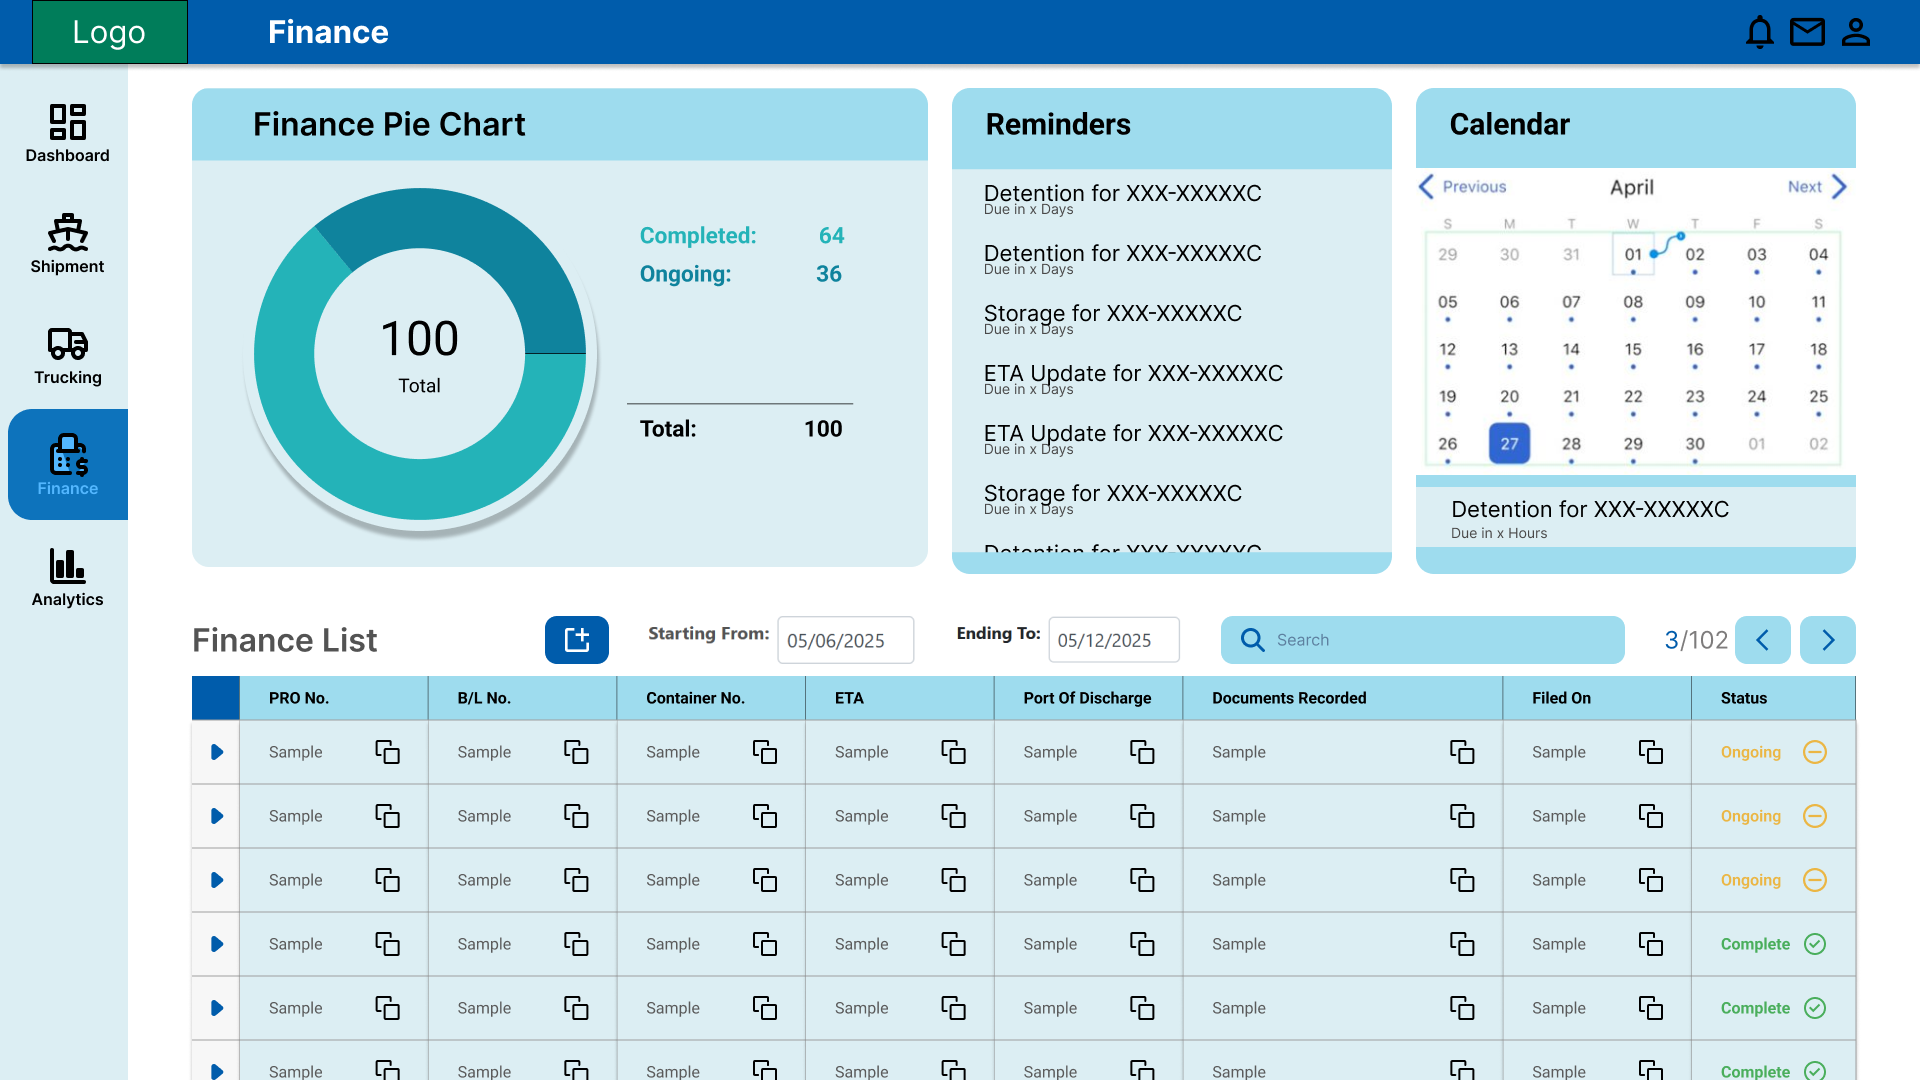 Logo
Finance
Dashboard
Shipment
Trucking
Finance
Analytics
Finance Pie Chart
100
Total
Completed: 64
Ongoing: 36
Total: 100
Reminders
Detention for XXX-XXXXXC
Due in x Days
Detention for XXX-XXXXXC
Due in x Days
Storage for XXX-XXXXXC
Due in x Days
ETA Update for XXX-XXXXXC
Due in x Days
ETA Update for XXX-XXXXXC
Due in x Days
Storage for XXX-XXXXXC
Due in x Days
Detention for XXX-XXXXXC
Calendar
Previous April Next
S M T W T F S
29 30 31 01 02 03 04
05 06 07 08 09 10 11
12 13 14 15 16 17 18
19 20 21 22 23 24 25
26 27 28 29 30 01 02
Detention for XXX-XXXXXC
Due in x Hours
Finance List
Starting From: 05/06/2025
Ending To: 05/12/2025
Search
3/102
PRO No. B/L No. Container No. ETA Port Of Discharge Documents Recorded Filed On Status
Sample Sample Sample Sample Sample Sample Sample Ongoing
Sample Sample Sample Sample Sample Sample Sample Ongoing
Sample Sample Sample Sample Sample Sample Sample Ongoing
Sample Sample Sample Sample Sample Sample Sample Complete
Sample Sample Sample Sample Sample Sample Sample Complete
Sample Sample Sample Sample Sample Sample Sample Complete